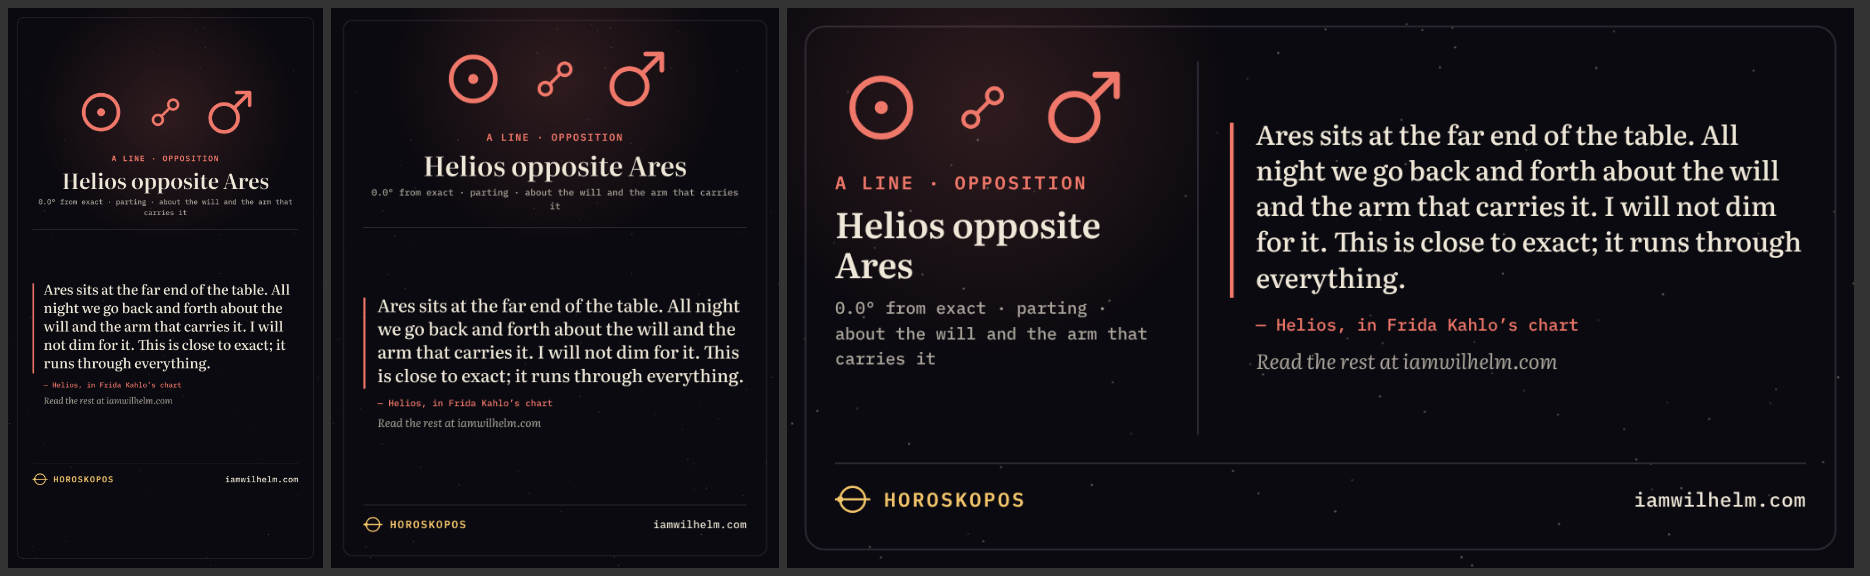 A LINE · OPPOSITION
Helios opposite Ares
0.0° from exact · parting · about the will and the arm that
carries it
Ares sits at the far end of the table. All
night we go back and forth about the
will and the arm that carries it. I will
not dim for it. This is close to exact; it
runs through everything.
— Helios, in Frida Kahlo’s chart
Read the rest at iamwilhelm.com
HOROSKOPOS
iamwilhelm.com
A LINE · OPPOSITION
Helios opposite Ares
0.0° from exact · parting · about the will and the arm that carries
it
Ares sits at the far end of the table. All night
we go back and forth about the will and the
arm that carries it. I will not dim for it. This
is close to exact; it runs through everything.
— Helios, in Frida Kahlo’s chart
Read the rest at iamwilhelm.com
HOROSKOPOS
iamwilhelm.com
A LINE · OPPOSITION
Helios opposite
Ares
0.0° from exact · parting ·
about the will and the arm that
carries it
Ares sits at the far end of the table. All
night we go back and forth about the will
and the arm that carries it. I will not dim
for it. This is close to exact; it runs through
everything.
— Helios, in Frida Kahlo’s chart
Read the rest at iamwilhelm.com
HOROSKOPOS
iamwilhelm.com